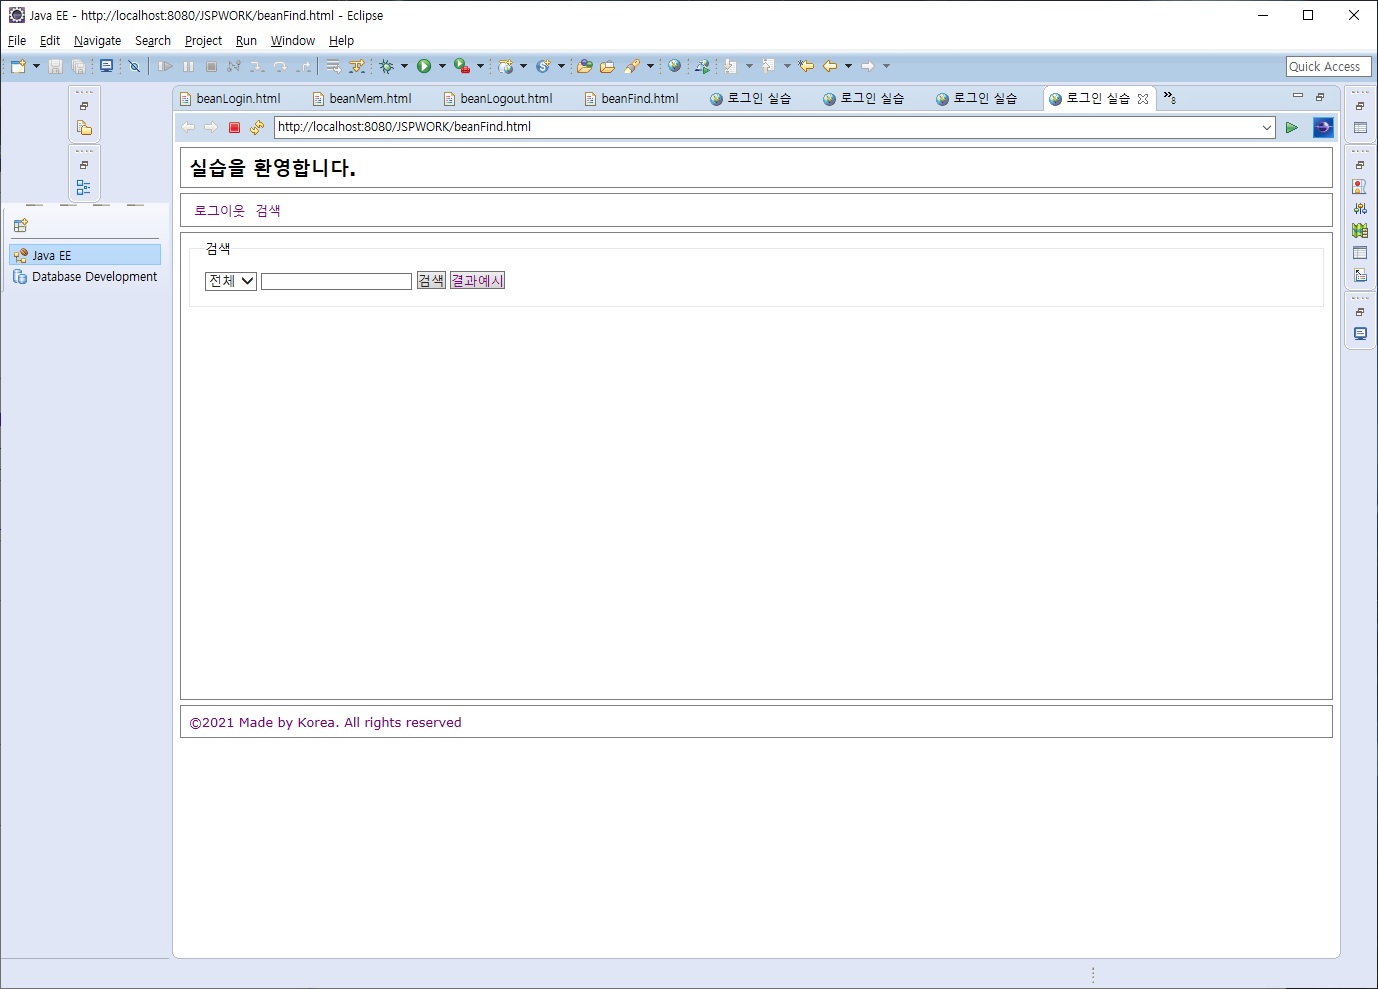 Java EE - http://localhost:8080/JSPWORK/beanFind.html - Eclipse
File Edit Navigate Search Project Run Window Help
Quick Access
beanLogin.html beanMem.html beanLogout.html beanFind.html 로그인 실습 로그인 실습 로그인 실습 로그인 실습 »8
http://localhost:8080/JSPWORK/beanFind.html
실습을 환영합니다.
로그이웃 검색
Java EE
Database Development
검색
전체 검색 결과예시
©2021 Made by Korea. All rights reserved